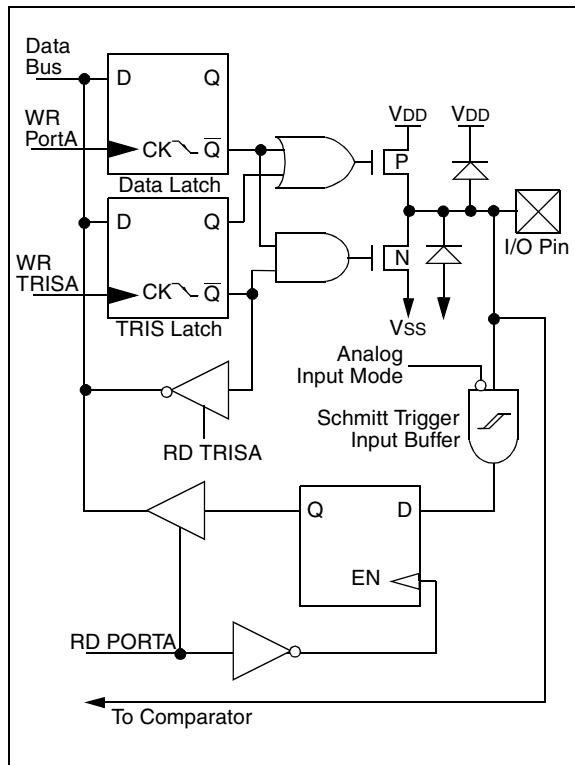 Data
Bus
D
Q
WR
PortA
CK
Q
Data Latch
VDD
VDD
P
D
Q
WR
TRISA
CK
Q
TRIS Latch
N
I/O Pin
VSS
Analog
Input Mode
Schmitt Trigger
Input Buffer
RD TRISA
Q
D
EN
RD PORTA
To Comparator